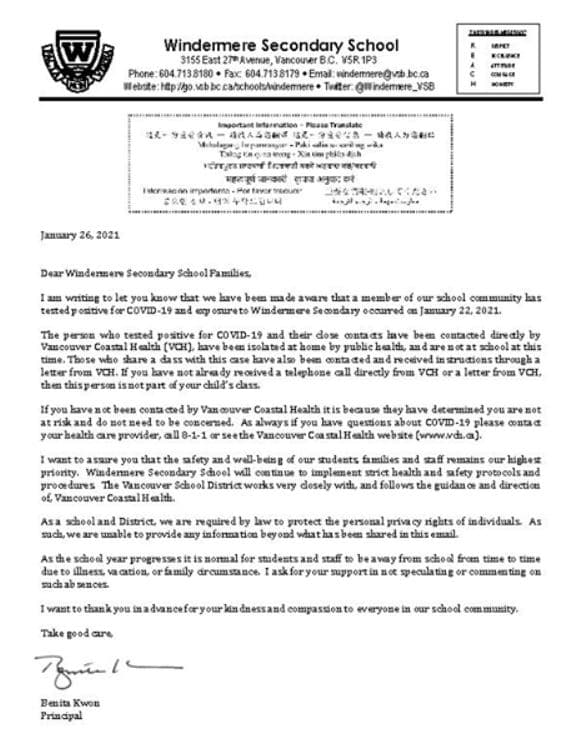 Windermere Secondary School
3155 East 27th Avenue, Vancouver B.C. V5R 1P3
Phone: 604.713.8180 • Fax: 604.713.8179 • Email: windermere@vsb.bc.ca
Website: http://go.vsb.bc.ca/schools/windermere • Twitter: @Windermere_VSB
R RESPECT
E EXCELLENCE
A ATTITUDE
C COURAGE
H HONESTY
W
Important Information – Please Translate
January 26, 2021
Dear Windermere Secondary School Families,
I am writing to let you know that we have been made aware that a member of our school community has
tested positive for COVID-19 and exposure to Windermere Secondary occurred on January 22, 2021.
The person who tested positive for COVID-19 and their close contacts have been contacted directly by
Vancouver Coastal Health (VCH), have been isolated at home by public health, and are not at school at this
time. Those who share a class with this case have also been contacted and received instructions through a
letter from VCH. If you have not already received a telephone call directly from VCH or a letter from VCH,
then this person is not part of your child's class.
If you have not been contacted by Vancouver Coastal Health it is because they have determined you are not
at risk and do not need to be concerned. As always if you have questions about COVID-19 please contact
your health care provider, call 8-1-1 or see the Vancouver Coastal Health website (www.vch.ca).
I want to assure you that the safety and well-being of our students, families and staff remains our highest
priority. Windermere Secondary School will continue to implement strict health and safety protocols and
procedures. The Vancouver School District works very closely with, and follows the guidance and direction
of, Vancouver Coastal Health.
As a school and District, we are required by law to protect the personal privacy rights of individuals. As
such, we are unable to provide any information beyond what has been shared in this email.
As the school year progresses it is normal for students and staff to be away from school from time to time
due to illness, vacation, or family circumstance. I ask for your support in not speculating or commenting on
such absences.
I want to thank you in advance for your kindness and compassion to everyone in our school community.
Take good care,
Benita Kwon
Principal